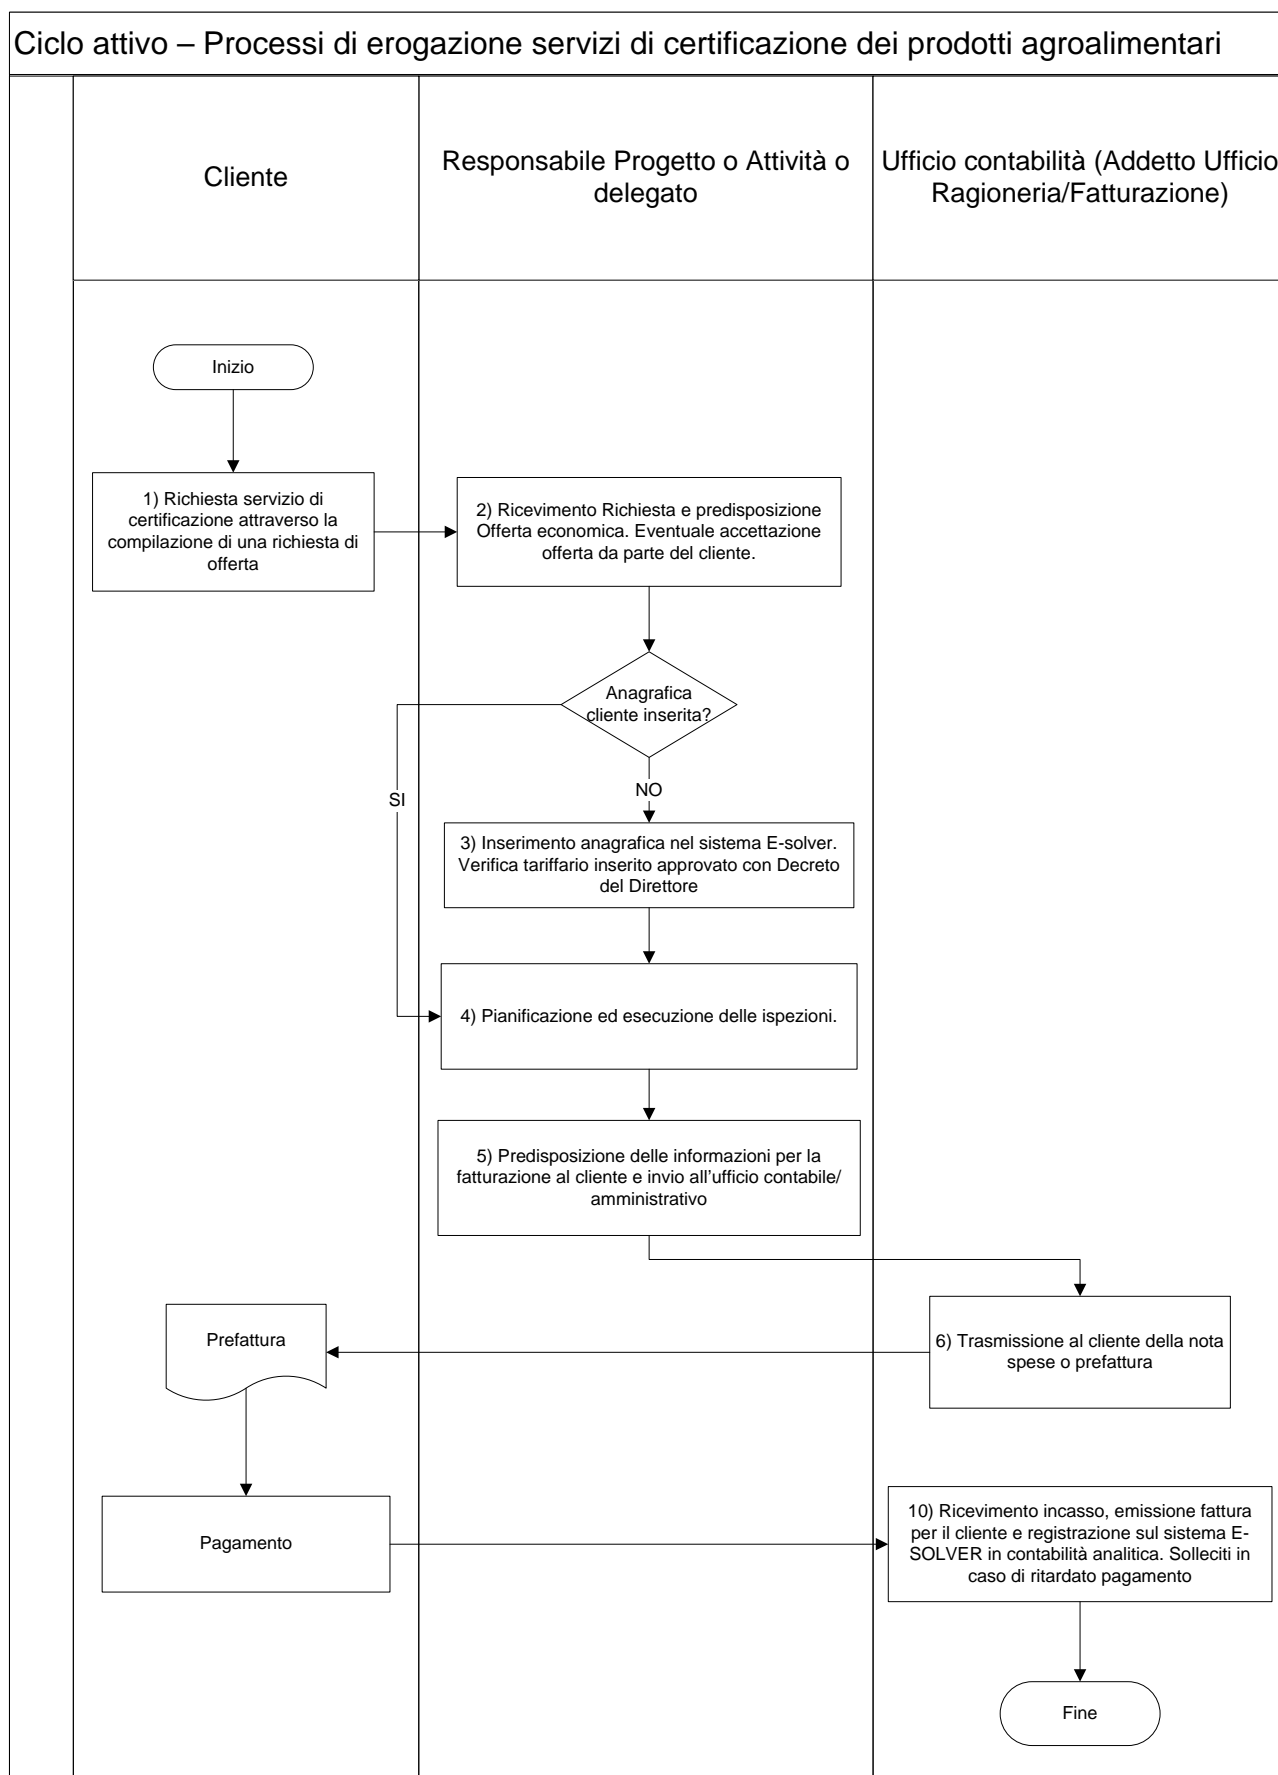 Ciclo attivo – Processi di erogazione servizi di certificazione dei prodotti agroalimentari
Cliente
Responsabile Progetto o Attività o
delegato
Ufficio contabilità (Addetto Ufficio
Ragioneria/Fatturazione)
Inizio
1) Richiesta servizio di
certificazione attraverso la
compilazione di una richiesta di
offerta
2) Ricevimento Richiesta e predisposizione
Offerta economica. Eventuale accettazione
offerta da parte del cliente.
Anagrafica
cliente inserita?
SI
NO
3) Inserimento anagrafica nel sistema E-solver.
Verifica tariffario inserito approvato con Decreto
del Direttore
4) Pianificazione ed esecuzione delle ispezioni.
5) Predisposizione delle informazioni per la
fatturazione al cliente e invio all’ufficio contabile/
amministrativo
6) Trasmissione al cliente della nota
spese o prefattura
Prefattura
Pagamento
10) Ricevimento incasso, emissione fattura
per il cliente e registrazione sul sistema E-
SOLVER in contabilità analitica. Solleciti in
caso di ritardato pagamento
Fine